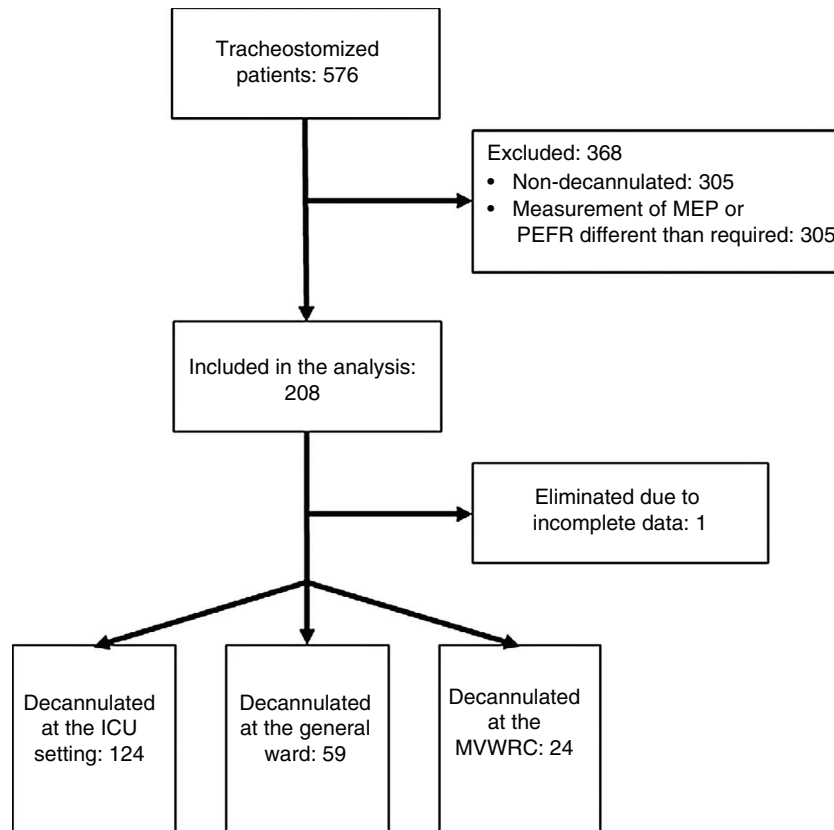 Tracheostomized
patients: 576
Excluded: 368
• Non-decannulated: 305
• Measurement of MEP or
PEFR different than required: 305
Included in the analysis:
208
Eliminated due to
incomplete data: 1
Decannulated
at the ICU
setting: 124
Decannulated
at the general
ward: 59
Decannulated
at the
MVWRC: 24